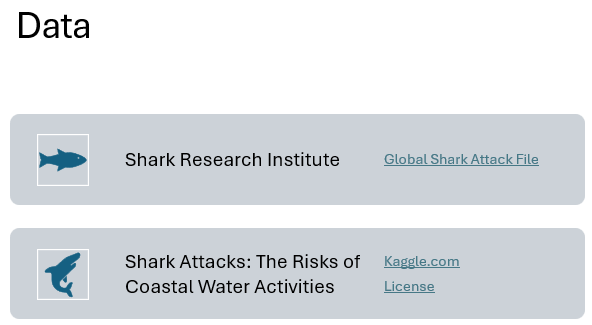 Data
Shark Research Institute
Global Shark Attack File
Shark Attacks: The Risks of
Coastal Water Activities
Kaggle.com
License